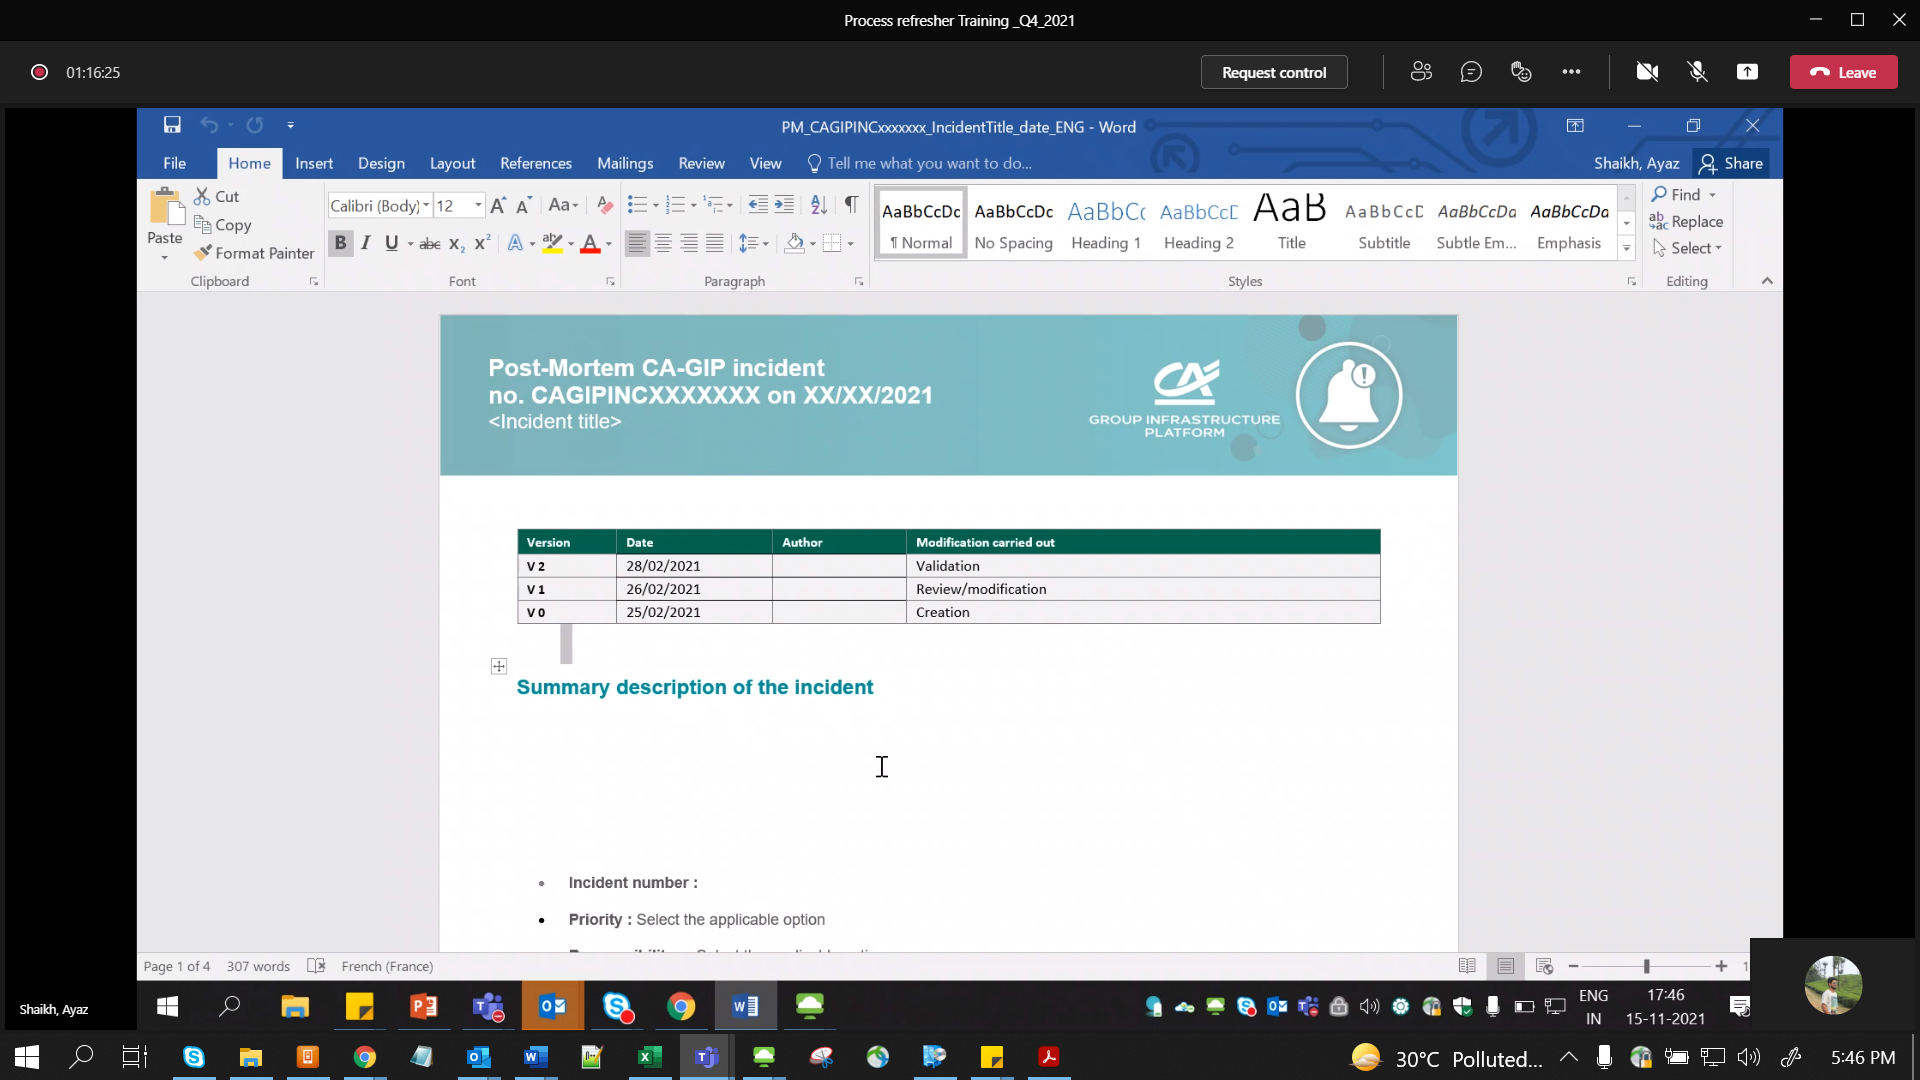 Process refresher Training _Q4_2021
01:16:25
Request control
Leave
PM_CAGIPINCxxxxxxx_IncidentTitle_date_ENG - Word
File Home Insert Design Layout References Mailings Review View Tell me what you want to do...
Shaikh, Ayaz Share
Paste
Cut
Copy
Format Painter
Clipboard
Calibri (Body) 12
Font
Paragraph
AaBbCcDc AaBbCcDc AaBbCc AaBbCcD AaB AaBbCcD AaBbCcDa AaBbCcDa
¶ Normal No Spacing Heading 1 Heading 2 Title Subtitle Subtle Em... Emphasis
Styles
Find
Replace
Select
Editing
Post-Mortem CA-GIP incident
no. CAGIPINCXXXXXXX on XX/XX/2021
<Incident title>
GROUP INFRASTRUCTURE
PLATFORM
Version Date Author Modification carried out
V 2 28/02/2021 Validation
V 1 26/02/2021 Review/modification
V 0 25/02/2021 Creation
Summary description of the incident
• Incident number :
• Priority : Select the applicable option
Page 1 of 4 307 words French (France)
Shaikh, Ayaz
ENG
IN
17:46
15-11-2021
30°C Polluted...
5:46 PM